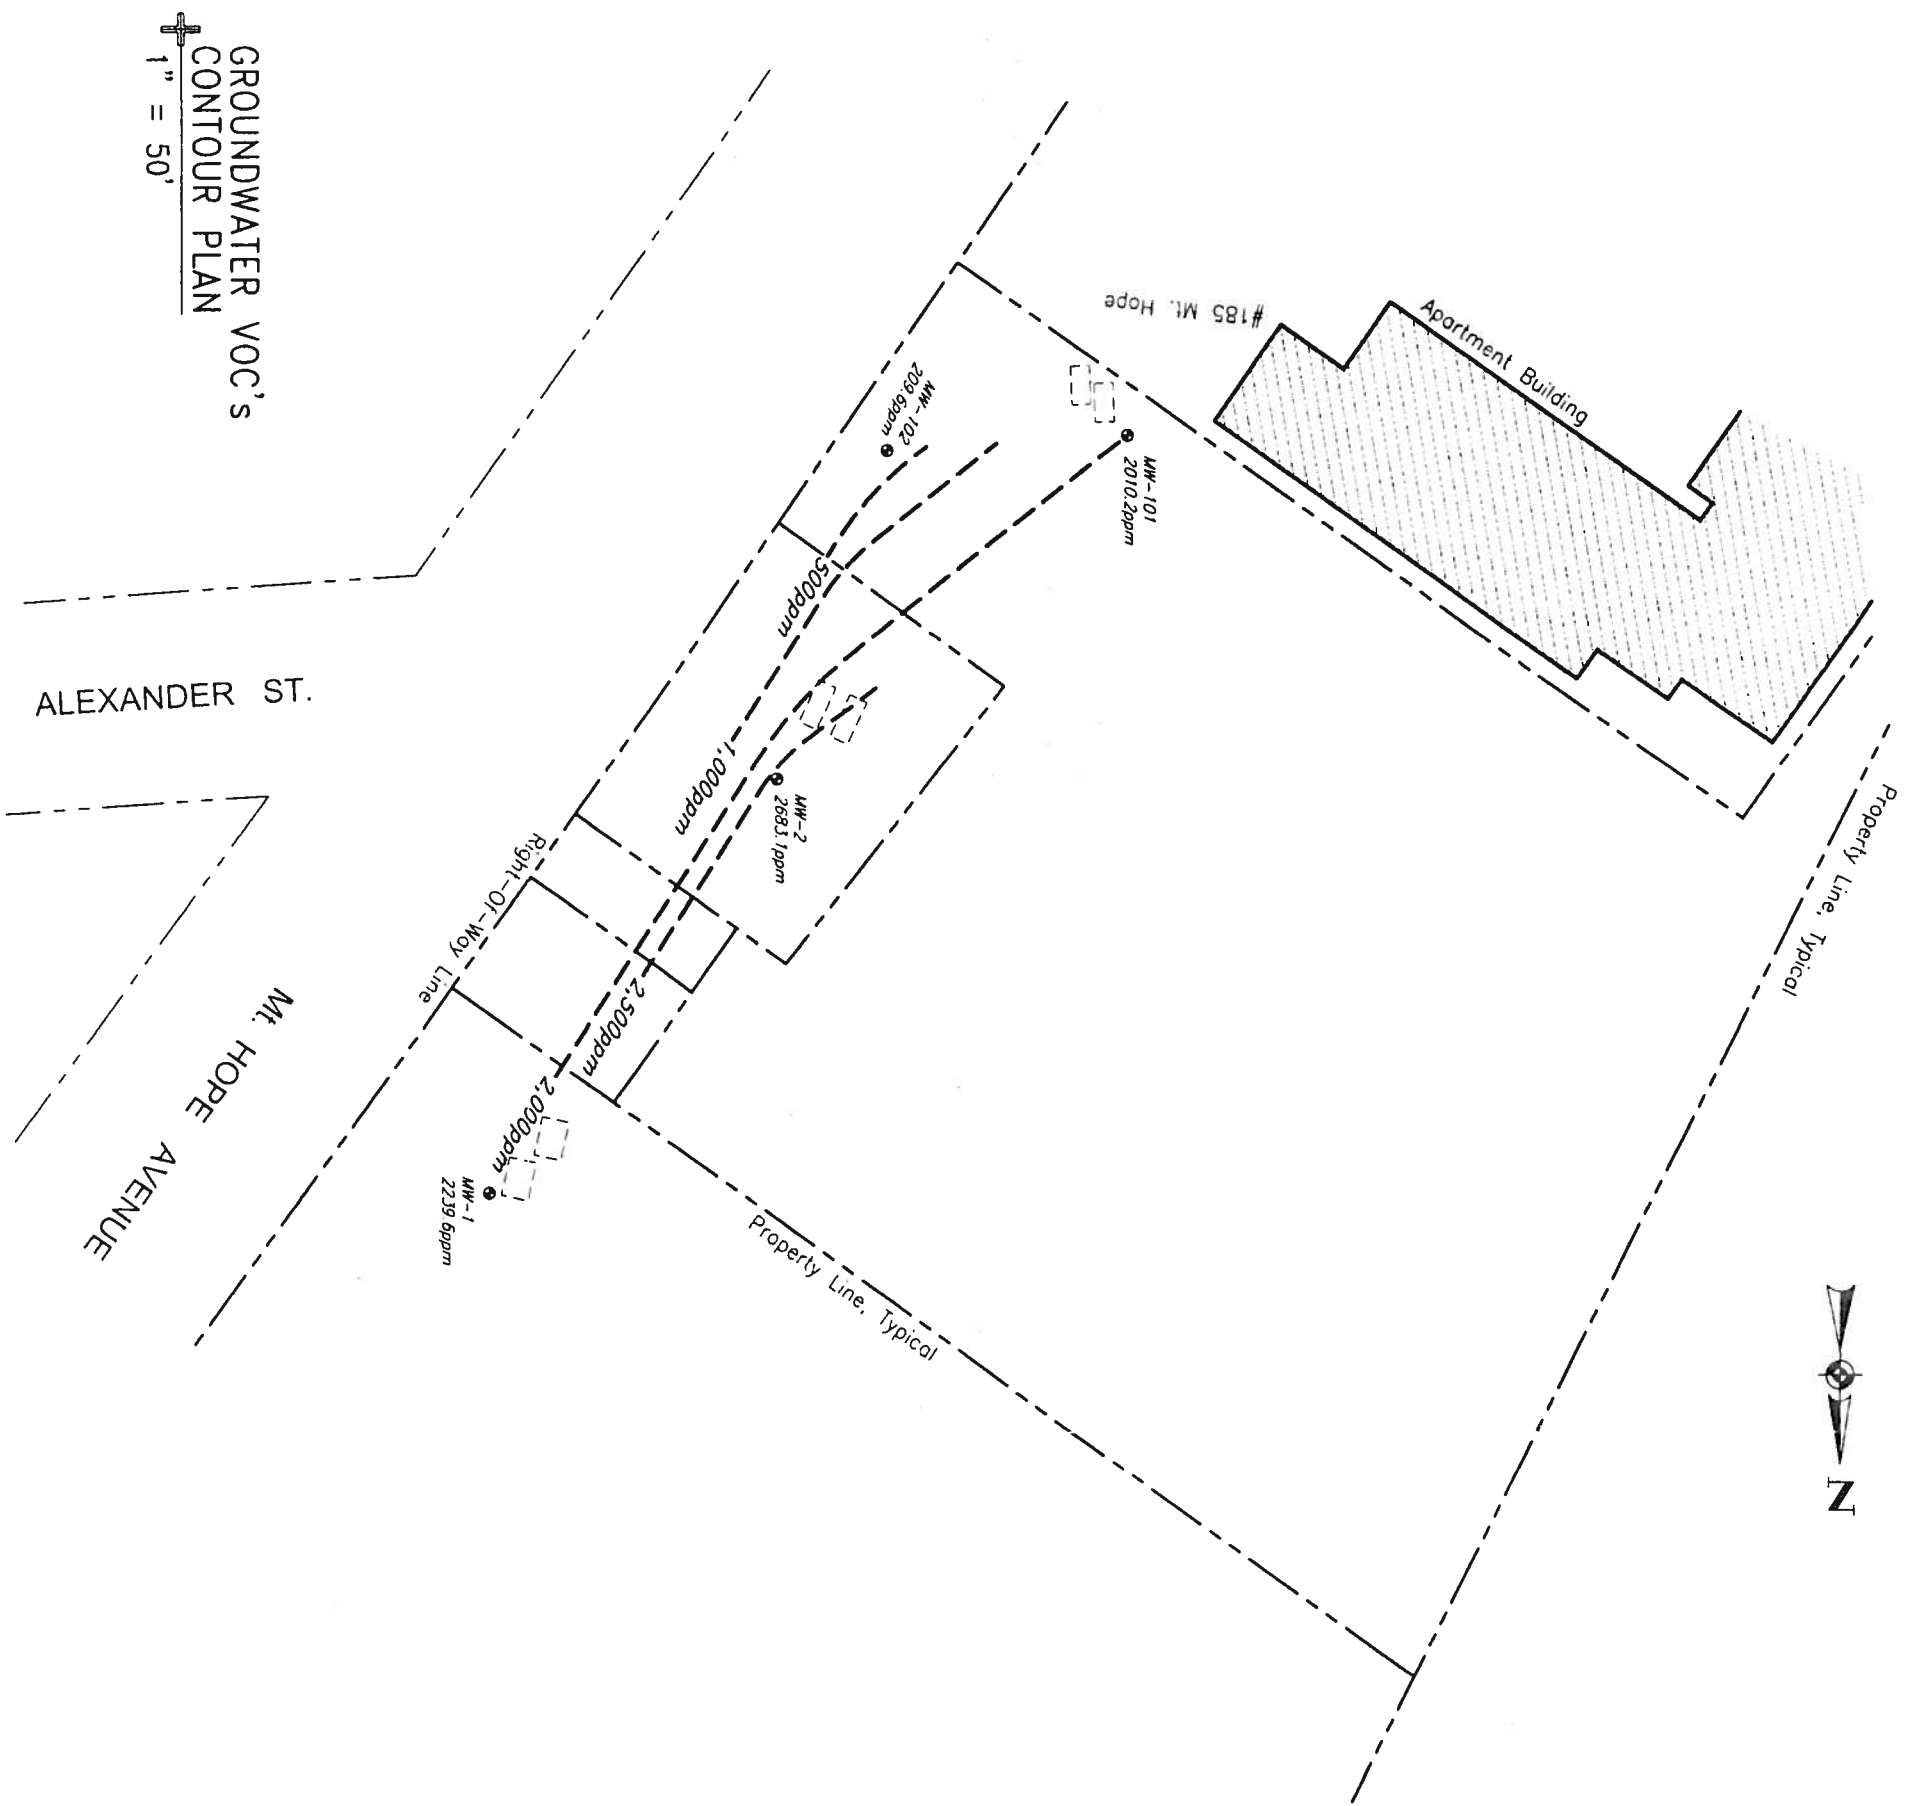 GROUNDWATER VOC's
CONTOUR PLAN
1" = 50'
ALEXANDER ST.
Mt. HOPE AVENUE
Right-Of-Way Line
#185 Mt. Hope
Apartment Building
MW-102
209.6ppm
MW-101
2010.2ppm
500ppm
1,000ppm
MW-2
2683.1ppm
2,500ppm
2,000ppm
MW-1
2239.6ppm
Property Line, Typical
Property Line, Typical
N